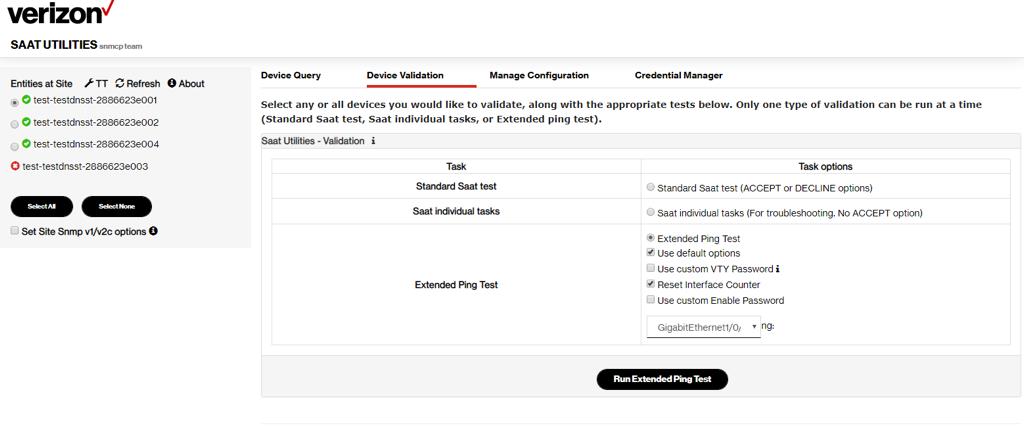 verizon
SAAT UTILITIES snmcp team
Entities at Site TT Refresh About
test-testdnsst-2886623e001
test-testdnsst-2886623e002
test-testdnsst-2886623e004
test-testdnsst-2886623e003
Select All Select None
Set Site Snmp v1/v2c options
Device Query Device Validation Manage Configuration Credential Manager
Select any or all devices you would like to validate, along with the appropriate tests below. Only one type of validation can be run at a time
(Standard Saat test, Saat individual tasks, or Extended ping test).
Saat Utilities - Validation
Task Task options
Standard Saat test Standard Saat test (ACCEPT or DECLINE options)
Saat individual tasks Saat individual tasks (For troubleshooting. No ACCEPT option)
Extended Ping Test
Extended Ping Test
Use default options
Use custom VTY Password
Reset Interface Counter
Use custom Enable Password
GigabitEthernet1/0/ ng:
Run Extended Ping Test